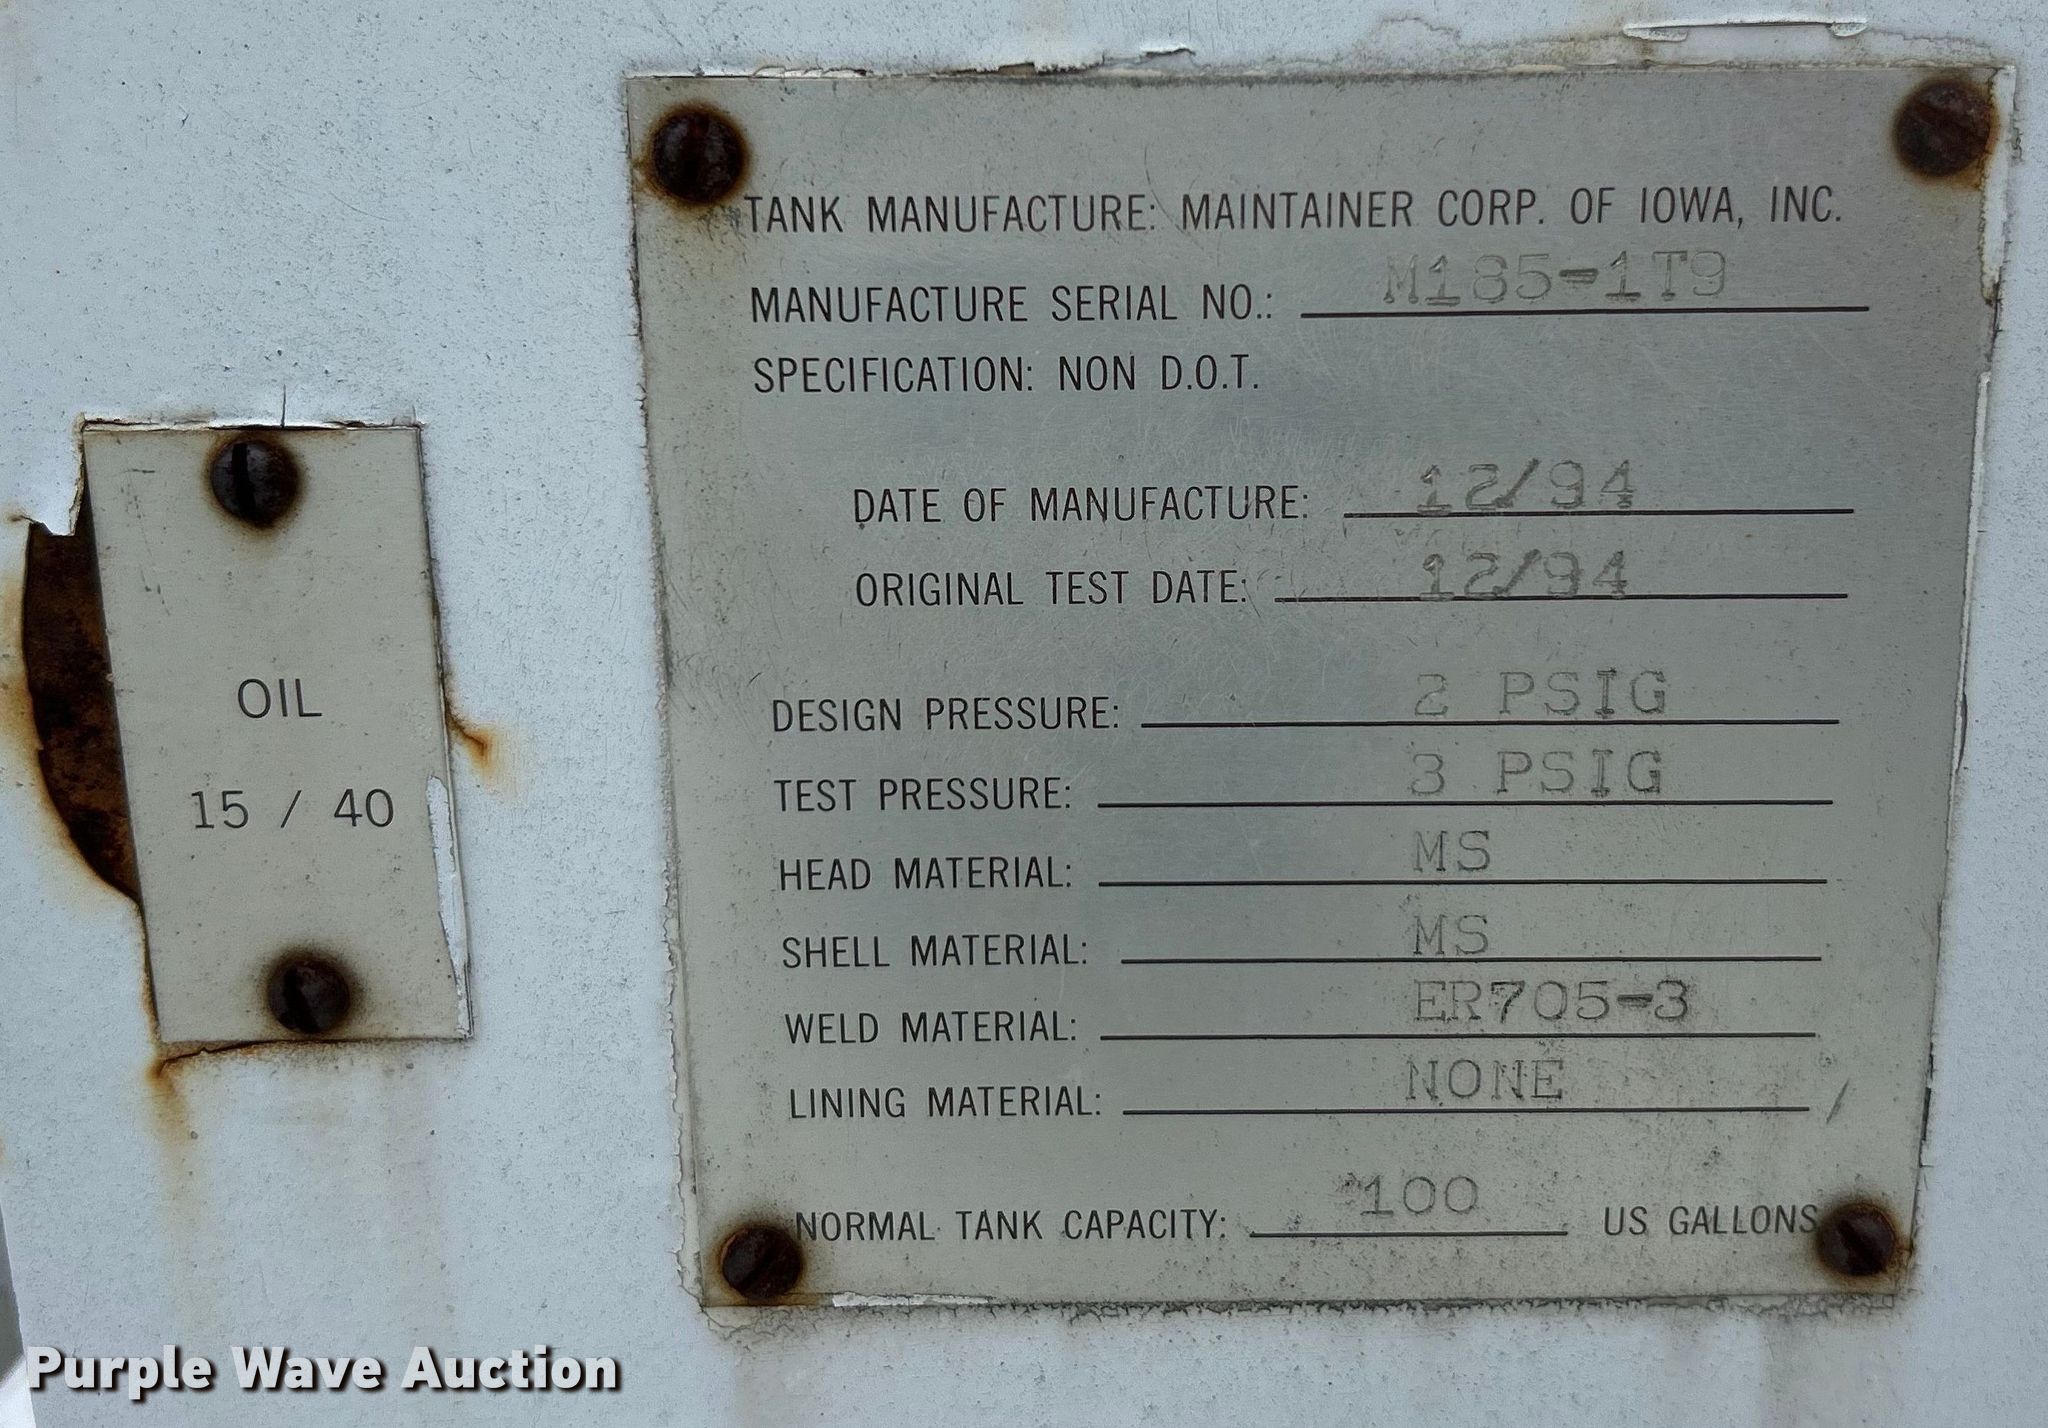 TANK MANUFACTURE: MAINTAINER CORP. OF IOWA, INC.
MANUFACTURE SERIAL NO.: M185-1T9
SPECIFICATION: NON D.O.T.
DATE OF MANUFACTURE: 12/94
ORIGINAL TEST DATE: 12/94
DESIGN PRESSURE: 2 PSIG
TEST PRESSURE: 3 PSIG
HEAD MATERIAL: MS
SHELL MATERIAL: MS
WELD MATERIAL: ER705-3
LINING MATERIAL: NONE
NORMAL TANK CAPACITY: 100 US GALLONS
OIL
15 / 40
Purple Wave Auction